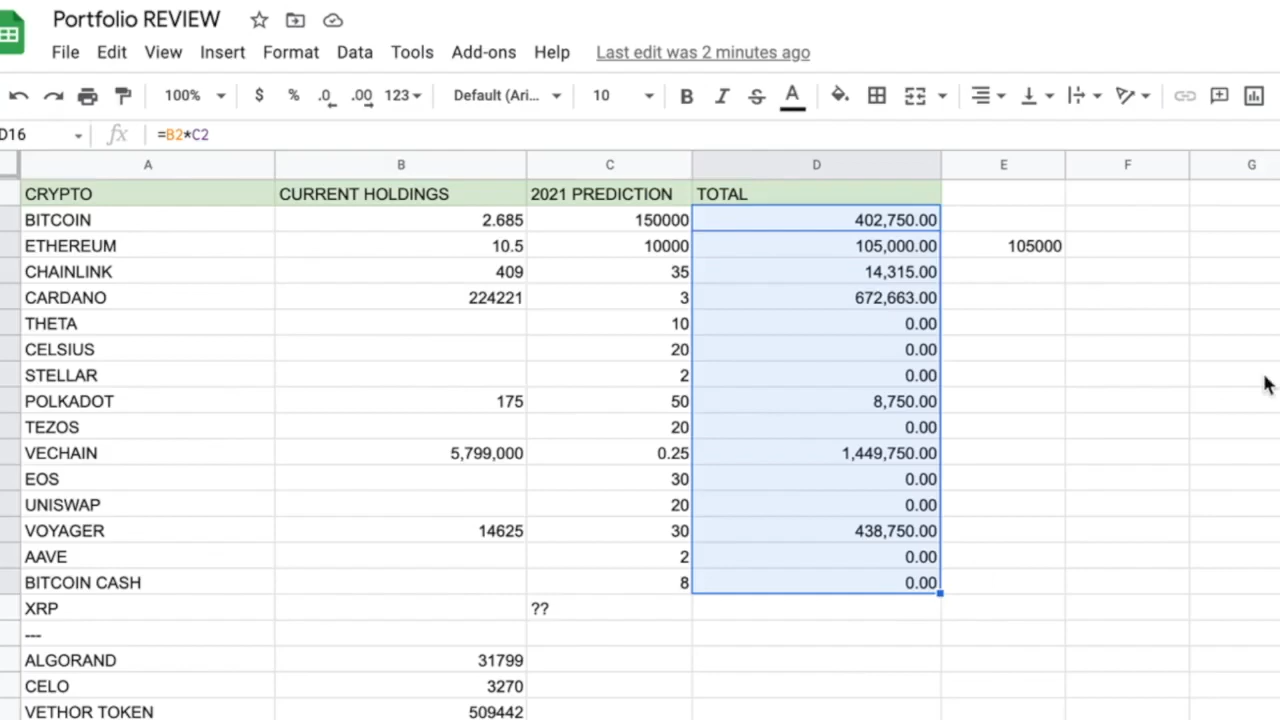 Portfolio REVIEW
File Edit View Insert Format Data Tools Add-ons Help Last edit was 2 minutes ago
100% $ % .0 .00 123 Default (Ari... 10 B I S A
D16 fx =B2*C2
A B C D E F G
CRYPTO CURRENT HOLDINGS 2021 PREDICTION TOTAL
BITCOIN 2.685 150000 402,750.00
ETHEREUM 10.5 10000 105,000.00 105000
CHAINLINK 409 35 14,315.00
CARDANO 224221 3 672,663.00
THETA 10 0.00
CELSIUS 20 0.00
STELLAR 2 0.00
POLKADOT 175 50 8,750.00
TEZOS 20 0.00
VECHAIN 5,799,000 0.25 1,449,750.00
EOS 30 0.00
UNISWAP 20 0.00
VOYAGER 14625 30 438,750.00
AAVE 2 0.00
BITCOIN CASH 8 0.00
XRP ??
---
ALGORAND 31799
CELO 3270
VETHOR TOKEN 509442